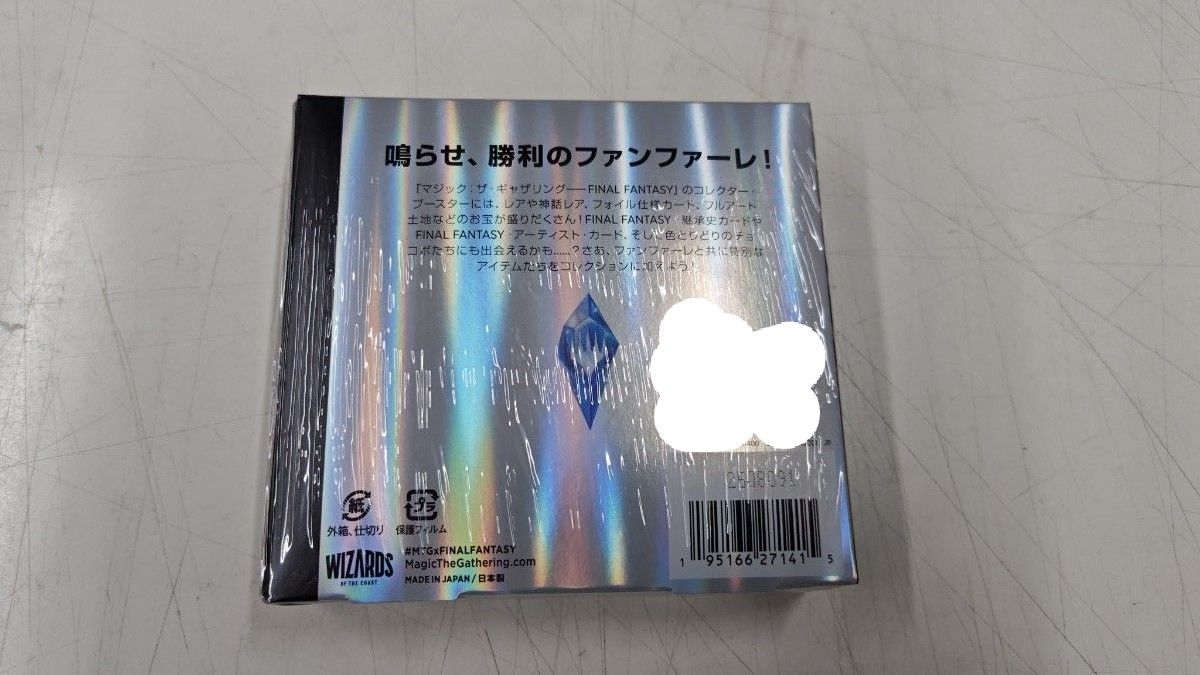 鳴らせ、勝利のファンファーレ!
『マジック:ザ・ギャザリング——FINAL FANTASY』のコレクター・
ブースターには、レアや神話レア、フォイル仕様カード、フルアート
土地などのお宝が盛りだくさん!FINAL FANTASY・継承史カードや
FINAL FANTASY・アーティスト・カード、そして色とりどりのチョ
コボたちにも出会えるかも……?さあ、ファンファーレと共に特別な
アイテムたちをコレクションに加えよう!
紙
プラ
外箱、仕切り
保護フィルム
WIZARDS
OF THE COAST
#MTGxFINALFANTASY
MagicTheGathering.com
MADE IN JAPAN / 日本製
1 95166 27141 5